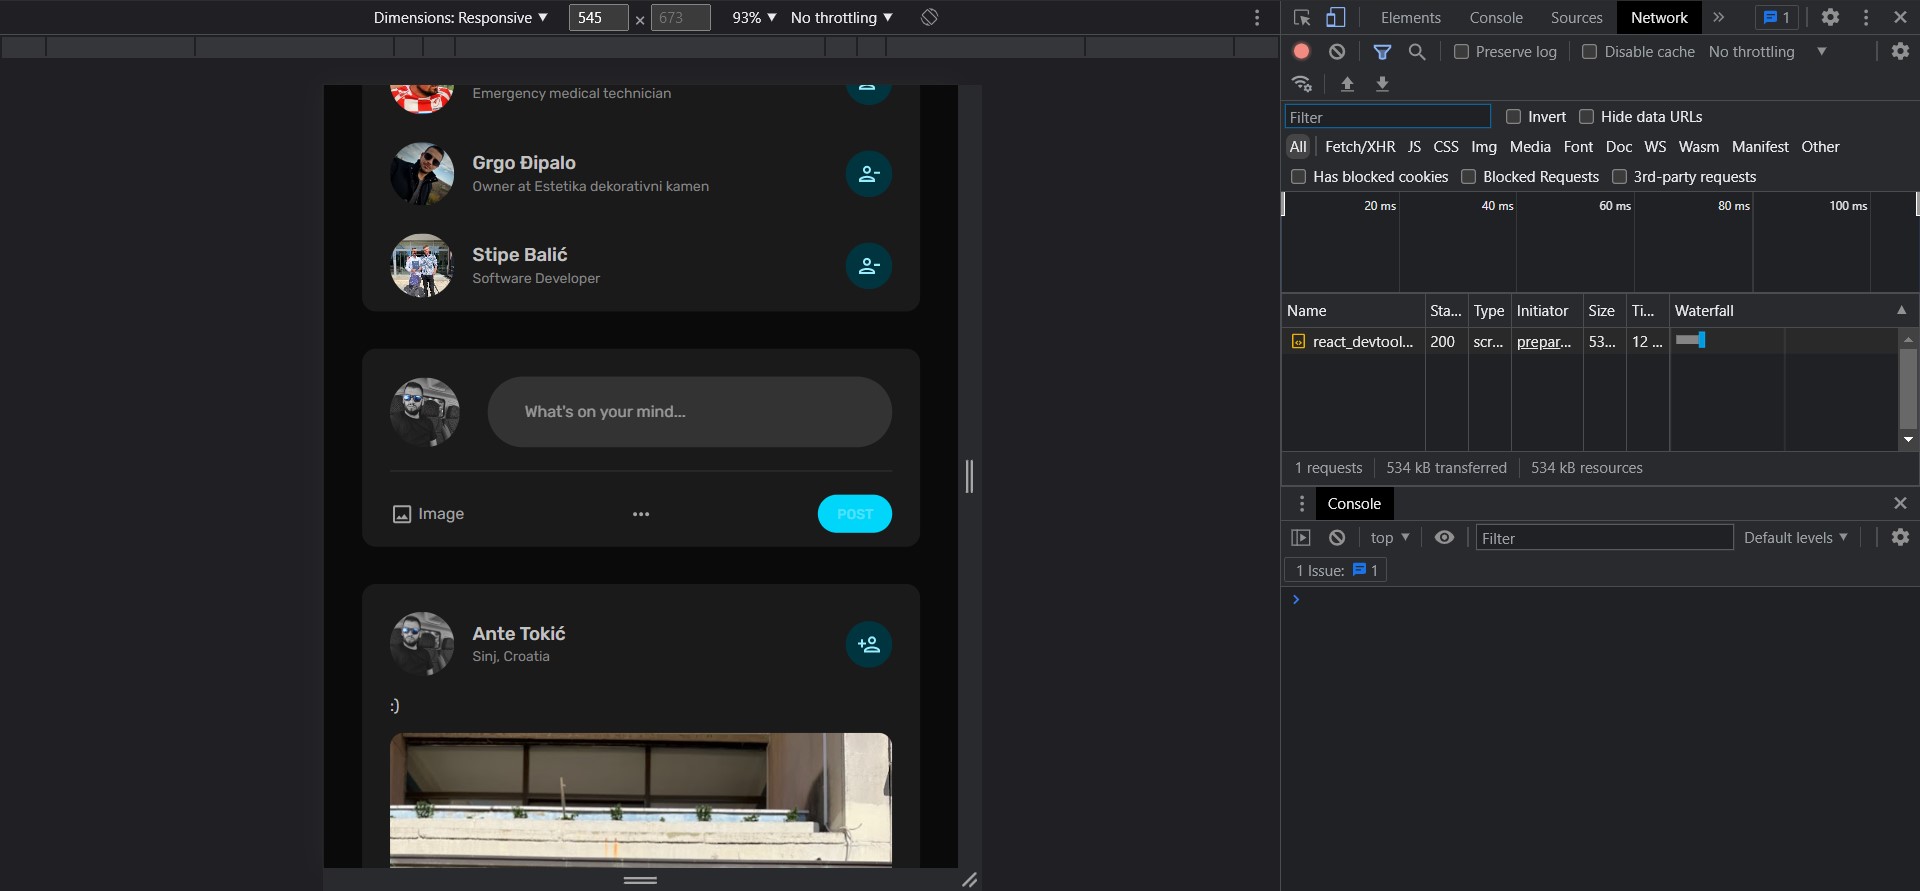 Dimensions: Responsive 545 × 673 93% No throttling
Emergency medical technician
Grgo Đipalo
Owner at Estetika dekorativni kamen
Stipe Balić
Software Developer
What's on your mind...
Image ... POST
Ante Tokić
Sinj, Croatia
:)
Elements Console Sources Network 1
Preserve log Disable cache No throttling
Filter Invert Hide data URLs
All Fetch/XHR JS CSS Img Media Font Doc WS Wasm Manifest Other
Has blocked cookies Blocked Requests 3rd-party requests
20 ms 40 ms 60 ms 80 ms 100 ms
Name Sta... Type Initiator Size Ti... Waterfall
react_devtool... 200 scr... prepar... 53... 12 ...
1 requests 534 kB transferred 534 kB resources
Console
top Filter Default levels
1 Issue: 1